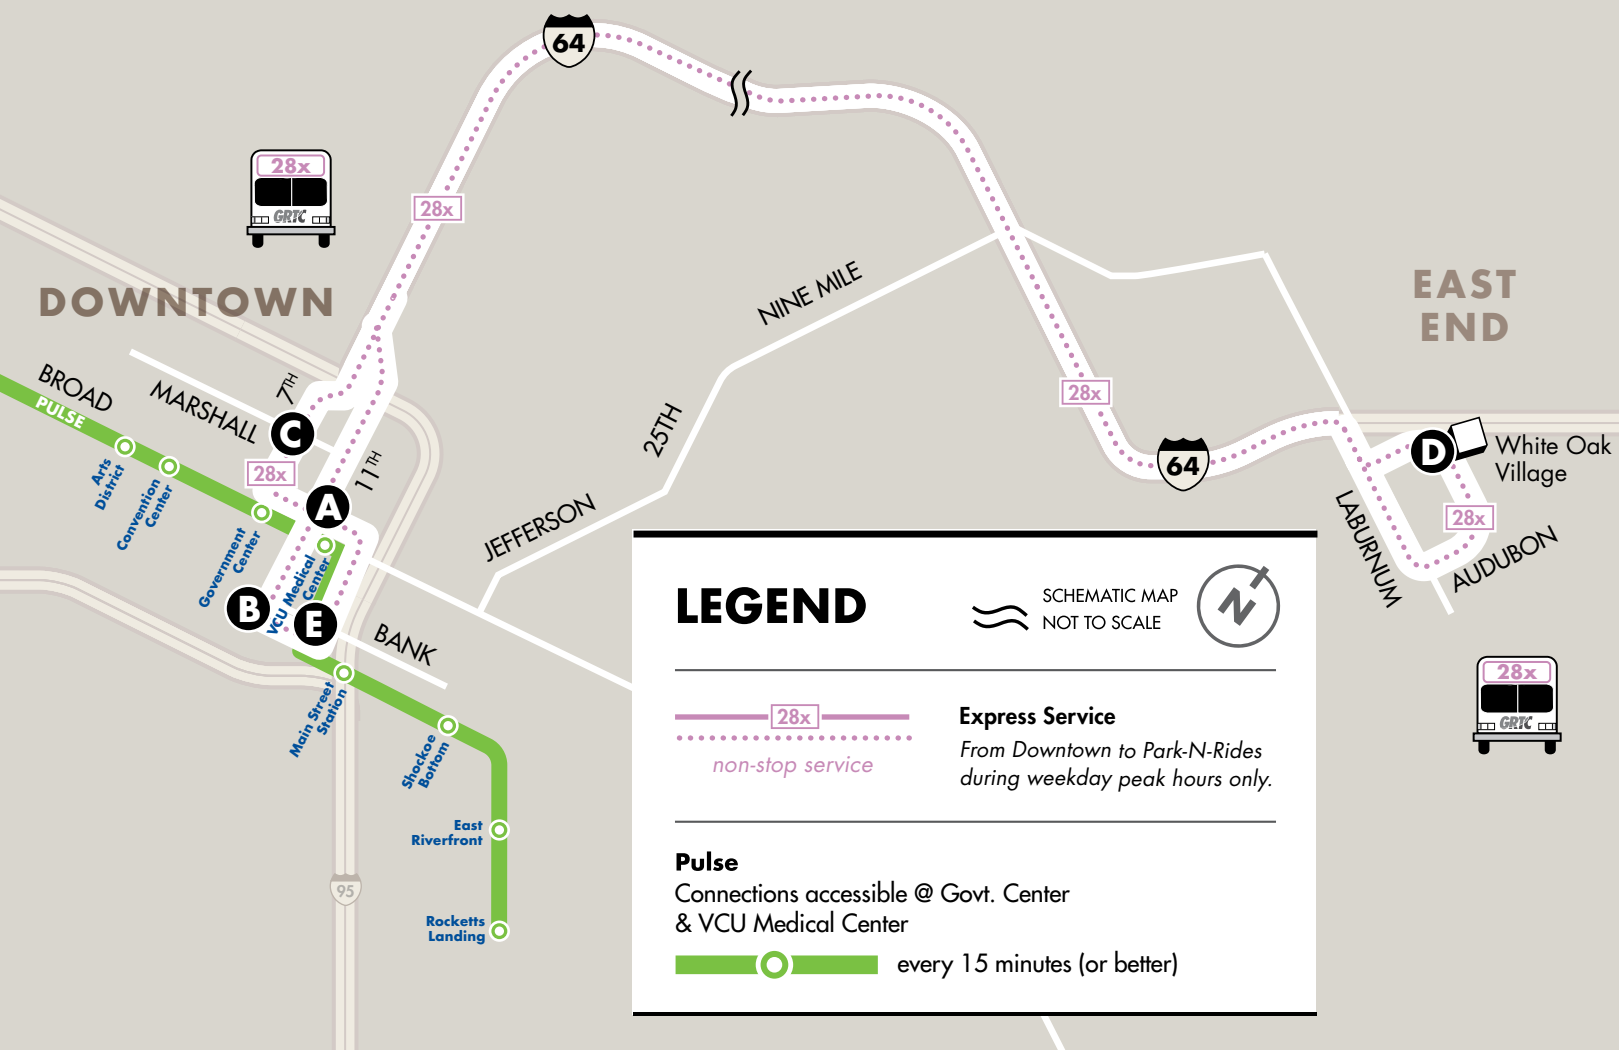 64
28x
GRTC
28x
DOWNTOWN
EAST
END
NINE MILE
BROAD
PULSE
MARSHALL
7TH
C
28x
11TH
A
25TH
JEFFERSON
28x
64
D
White Oak
Village
28x
LABURNUM
AUDUBON
Arts
District
Convention
Center
Government
Center
VCU Medical
Center
B
E
BANK
Main Street
Station
Shockoe
Bottom
East
Riverfront
95
Rocketts
Landing
28x
GRTC
LEGEND
SCHEMATIC MAP
NOT TO SCALE
N
28x
non-stop service
Express Service
From Downtown to Park-N-Rides
during weekday peak hours only.
Pulse
Connections accessible @ Govt. Center
& VCU Medical Center
every 15 minutes (or better)